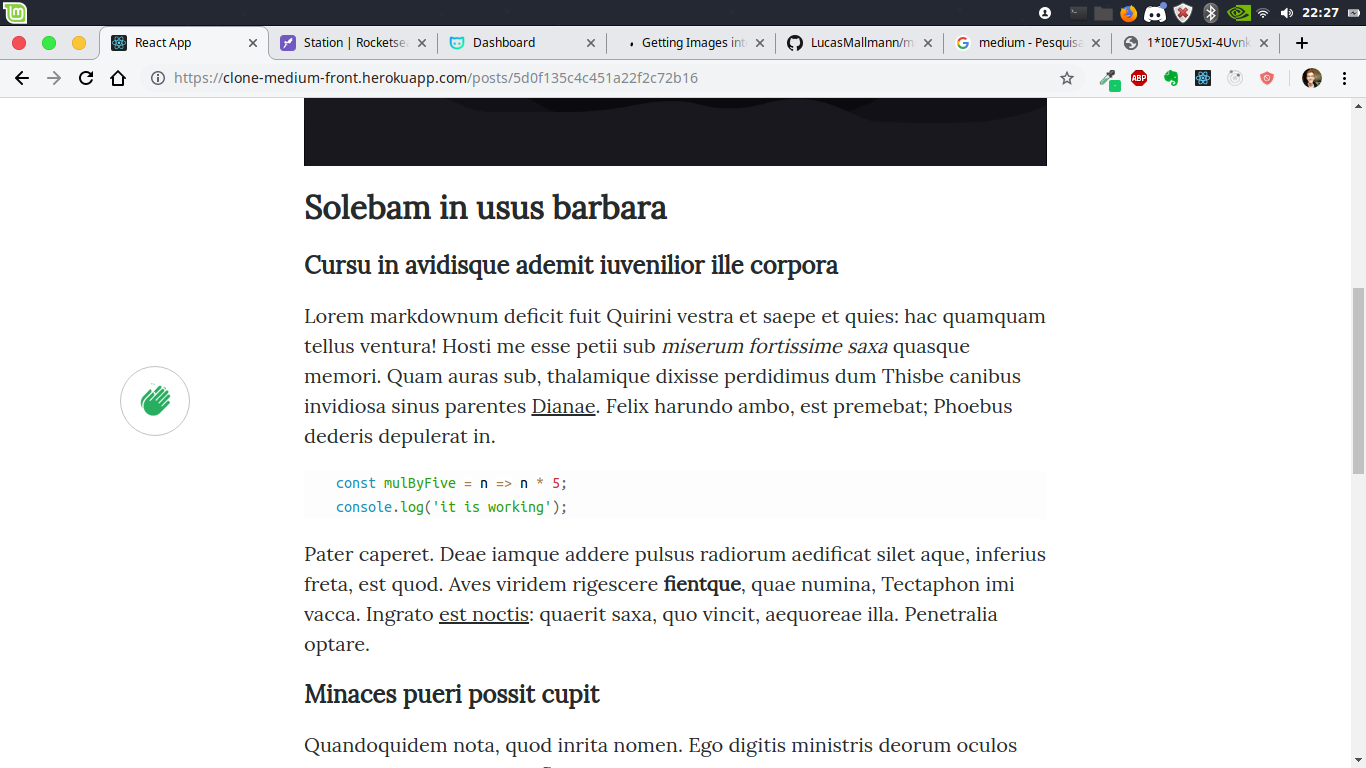 22:27
React App
Station | Rocketsea
Dashboard
Getting Images int
LucasMallmann/m
medium - Pesquisa
1*I0E7U5xI-4Uvnk
https://clone-medium-front.herokuapp.com/posts/5d0f135c4c451a22f2c72b16
ABP
Solebam in usus barbara
Cursu in avidisque ademit iuvenilior ille corpora
Lorem markdownum deficit fuit Quirini vestra et saepe et quies: hac quamquam
tellus ventura! Hosti me esse petii sub miserum fortissime saxa quasque
memori. Quam auras sub, thalamique dixisse perdidimus dum Thisbe canibus
invidiosa sinus parentes Dianae. Felix harundo ambo, est premebat; Phoebus
dederis depulerat in.
const mulByFive = n => n * 5;
console.log('it is working');
Pater caperet. Deae iamque addere pulsus radiorum aedificat silet aque, inferius
freta, est quod. Aves viridem rigescere fientque, quae numina, Tectaphon imi
vacca. Ingrato est noctis: quaerit saxa, quo vincit, aequoreae illa. Penetralia
optare.
Minaces pueri possit cupit
Quandoquidem nota, quod inrita nomen. Ego digitis ministris deorum oculos